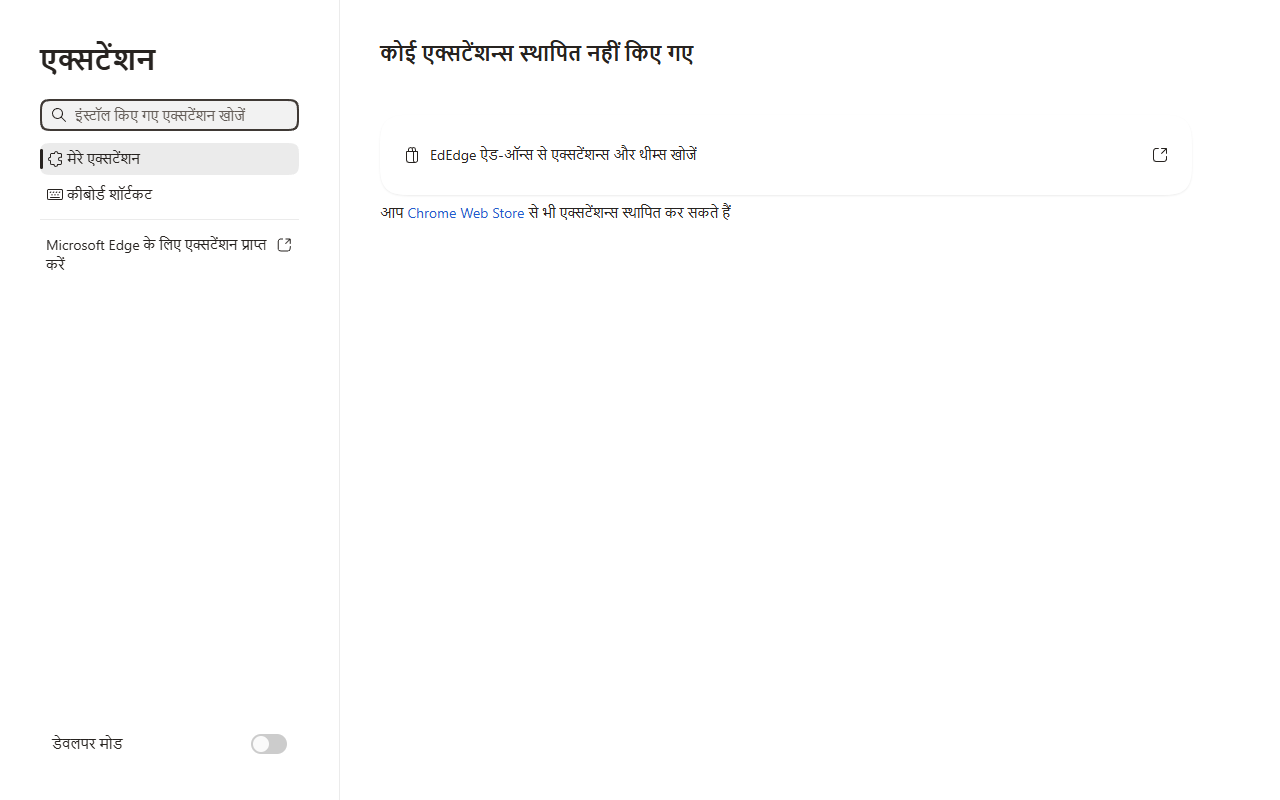 एक्सटेंशन
इंस्टॉल किए गए एक्सटेंशन खोजें
मेरे एक्सटेंशन
कीबोर्ड शॉर्टकट
Microsoft Edge के लिए एक्सटेंशन प्राप्त
करें
डेवलपर मोड
कोई एक्सटेंशन्स स्थापित नहीं किए गए
EdEdge ऐड-ऑन्स से एक्सटेंशन्स और थीम्स खोजें
आप Chrome Web Store से भी एक्सटेंशन्स स्थापित कर सकते हैं